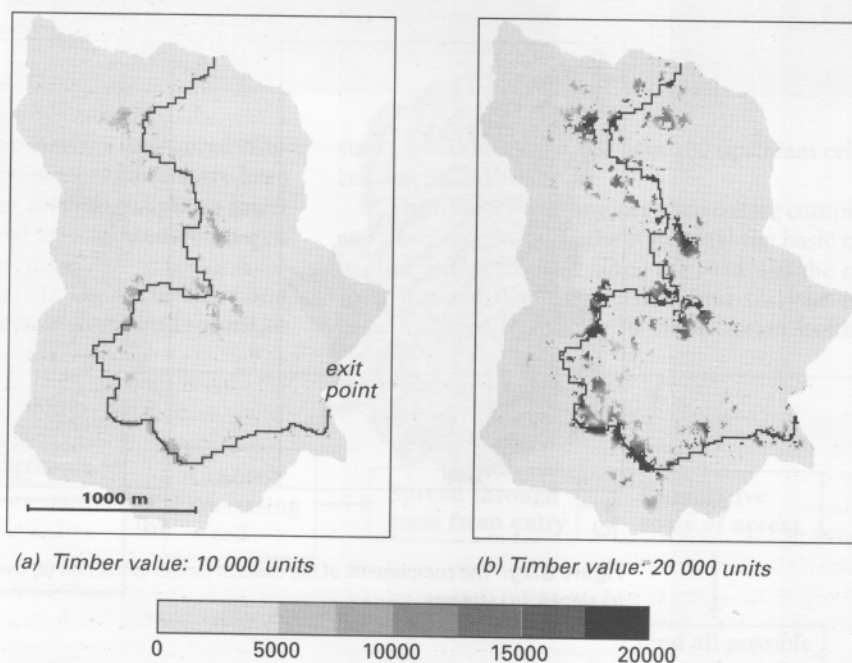 exit
point
1000 m
(a) Timber value: 10 000 units
(b) Timber value: 20 000 units
0 5000 10000 15000 20000